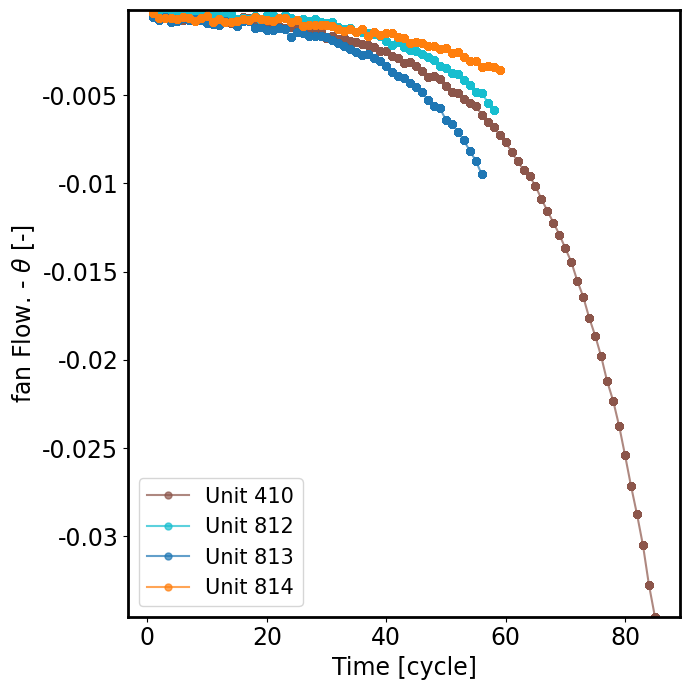 -0.005
-0.01
-0.015
-0.02
-0.025
-0.03
fan Flow. - θ [-]
Unit 410
Unit 812
Unit 813
Unit 814
0 20 40 60 80
Time [cycle]